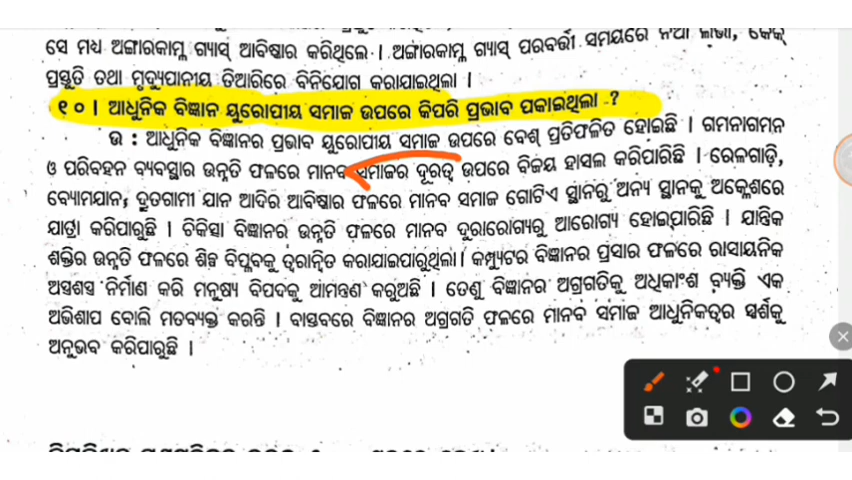 ସେ ମଧ୍ୟ ଅଙ୍ଗାରକାମ୍ଳ ଗ୍ୟାସ୍ ଆବିଷ୍କାର କରିଥିଲେ । ଅଙ୍ଗାରକାମ୍ଳ ଗ୍ୟାସ୍ ପରବର୍ତ୍ତୀ ସମୟରେ
ପ୍ରସ୍ତୁତି ତଥା ମୃଦୁପାନୀୟ ତିଆରିରେ ବିନିଯୋଗ କରାଯାଇଥିଲା ।
୧୦ । ଆଧୁନିକ ବିଜ୍ଞାନ ୟୁରୋପୀୟ ସମାଜ ଉପରେ କିପରି ପ୍ରଭାବ ପକାଇଥିଲା ?
ଉ : ଆଧୁନିକ ବିଜ୍ଞାନର ପ୍ରଭାବ ୟୁରୋପୀୟ ସମାଜ ଉପରେ ବେଶ୍ ପ୍ରତିଫଳିତ ହୋଇଛି । ଗମନାଗମନ
ଓ ପରିବହନ ବ୍ୟବସ୍ଥାର ଉନ୍ନତି ଫଳରେ ମାନବ ସମାଜର ଦୂରତ୍ୱ ଉପରେ ବିଜୟ ହାସଲ କରିପାରିଛି । ରେଳଗାଡ଼ି,
ବ୍ୟୋମଯାନ, ଦ୍ରୁତଗାମୀ ଯାନ ଆଦିର ଆବିଷ୍କାର ଫଳରେ ମାନବ ସମାଜ ଗୋଟିଏ ସ୍ଥାନରୁ ଅନ୍ୟ ସ୍ଥାନକୁ ଅକ୍ଳେଶରେ
ଯାତ୍ରା କରିପାରୁଛି । ଚିକିତ୍ସା ବିଜ୍ଞାନର ଉନ୍ନତି ଫଳରେ ମାନବ ଦୁରାରୋଗ୍ୟରୁ ଆରୋଗ୍ୟ ହୋଇପାରିଛି । ଯାନ୍ତ୍ରିକ
ଶକ୍ତିର ଉନ୍ନତି ଫଳରେ ଶିଳ୍ପ ବିପ୍ଳବକୁ ତ୍ୱରାନ୍ୱିତ କରାଯାଇପାରୁଥିଲା । କମ୍ପ୍ୟୁଟର ବିଜ୍ଞାନର ପ୍ରସାର ଫଳରେ ରାସାୟନିକ
ଅସ୍ତ୍ରଶସ୍ତ୍ର ନିର୍ମାଣ କରି ମନୁଷ୍ୟ ବିପଦକୁ ଆମନ୍ତ୍ରଣ କରୁଅଛି । ତେଣୁ ବିଜ୍ଞାନର ଅଗ୍ରଗତିକୁ ଅଧିକାଂଶ ବ୍ୟକ୍ତି ଏକ
ଅଭିଶାପ ବୋଲି ମତବ୍ୟକ୍ତ କରନ୍ତି । ବାସ୍ତବରେ ବିଜ୍ଞାନର ଅଗ୍ରଗତି ଫଳରେ ମାନବ ସମାଜ ଆଧୁନିକତ୍ୱର ସ୍ପର୍ଶକୁ
ଅନୁଭବ କରିପାରୁଛି ।